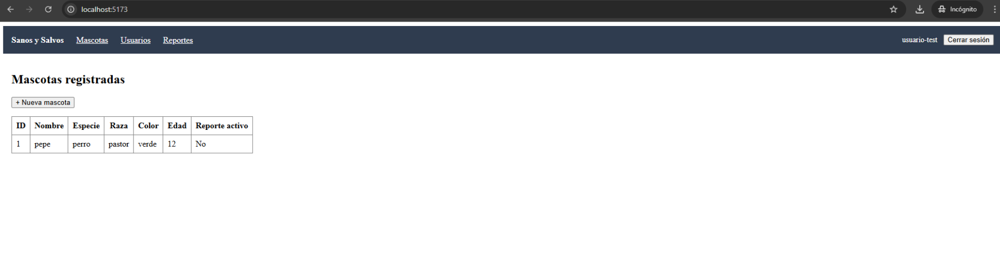 localhost:5173 Incógnito
Sanos y Salvos Mascotas Usuarios Reportes usuario-test Cerrar sesión
Mascotas registradas
+ Nueva mascota
ID Nombre Especie Raza Color Edad Reporte activo
1 pepe perro pastor verde 12 No